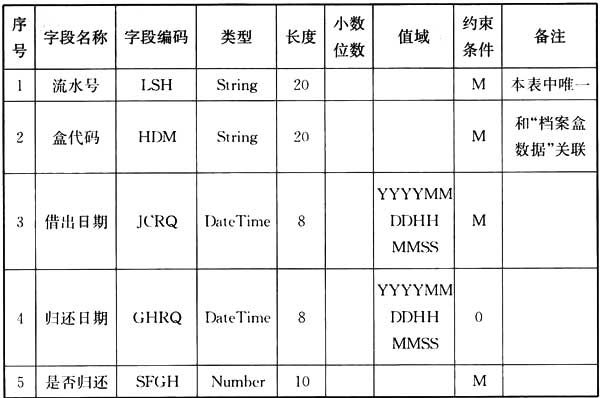 序号 字段名称 字段编码 类型 长度 小数位数 值域 约束条件 备注
1 流水号 LSH String 20 M 本表中唯一
2 盒代码 HDM String 20 M 和“档案盒数据”关联
3 借出日期 JCRQ DateTime 8 YYYYMMDDHHMMSS M
4 归还日期 GHRQ DateTime 8 YYYYMMDDHHMMSS 0
5 是否归还 SFGH Number 10 M